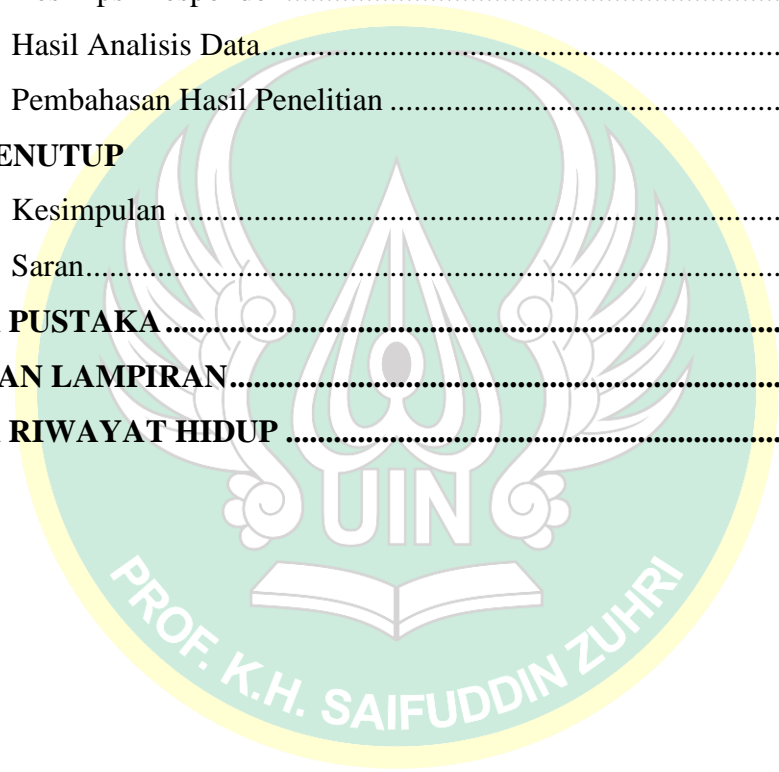 Hasil Analisis Data........................................................................
Pembahasan Hasil Penelitian ........................................................
ENUTUP
Kesimpulan ....................................................................................
Saran................................................................................................
PUSTAKA ......................................................................................
AN LAMPIRAN..............................................................................
RIWAYAT HIDUP ........................................................................
UIN
PROF. K.H. SAIFUDDIN ZUHRI